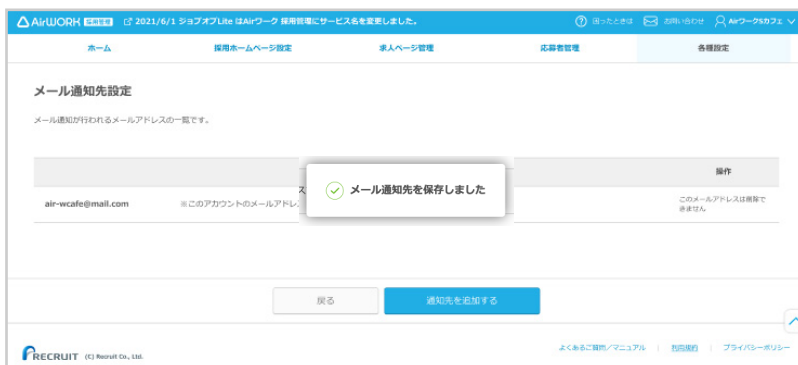 AirWORK 採用管理 2021/6/1 ジョブオプLite はAirワーク 採用管理にサービス名を変更しました。 困ったときは お問い合わせ AirワークSカフェ
ホーム 採用ホームページ設定 求人ページ管理 応募者管理 各種設定
メール通知先設定
メール通知が行われるメールアドレスの一覧です。
操作
メール通知先を保存しました
air-wcafe@mail.com ※このアカウントのメールアドレ
このメールアドレスは削除で
きません
戻る 通知先を追加する
RECRUIT (C) Recruit Co., Ltd. よくあるご質問／マニュアル | 利用規約 | プライバシーポリシー